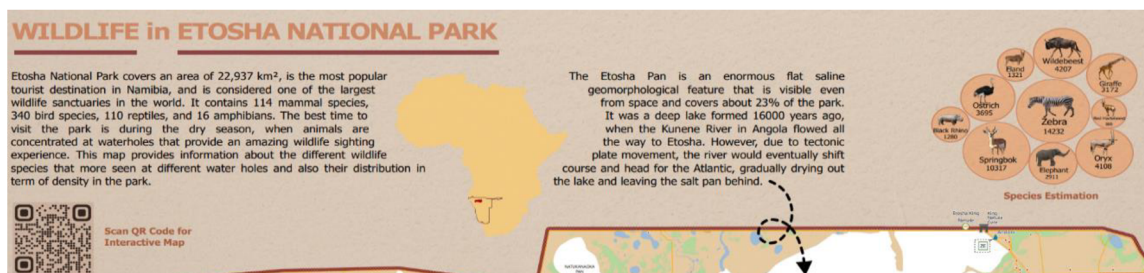 WILDLIFE in ETOSHA NATIONAL PARK
Etosha National Park covers an area of 22,937 km², is the most popular
tourist destination in Namibia, and is considered one of the largest
wildlife sanctuaries in the world. It contains 114 mammal species,
340 bird species, 110 reptiles, and 16 amphibians. The best time to
visit the park is during the dry season, when animals are
concentrated at waterholes that provide an amazing wildlife sighting
experience. This map provides information about the different wildlife
species that more seen at different water holes and also their distribution in
term of density in the park.
Scan QR Code for
Interactive Map
The Etosha Pan is an enormous flat saline
geomorphological feature that is visible even
from space and covers about 23% of the park.
It was a deep lake formed 16000 years ago,
when the Kunene River in Angola flowed all
the way to Etosha. However, due to tectonic
plate movement, the river would eventually shift
course and head for the Atlantic, gradually drying out
the lake and leaving the salt pan behind.
Eland
1321
Wildebeest
4207
Giraffe
3172
Ostrich
3695
Zebra
14232
Black Rhino
1280
Springbok
10317
Elephant
2911
Oryx
4108
Species Estimation